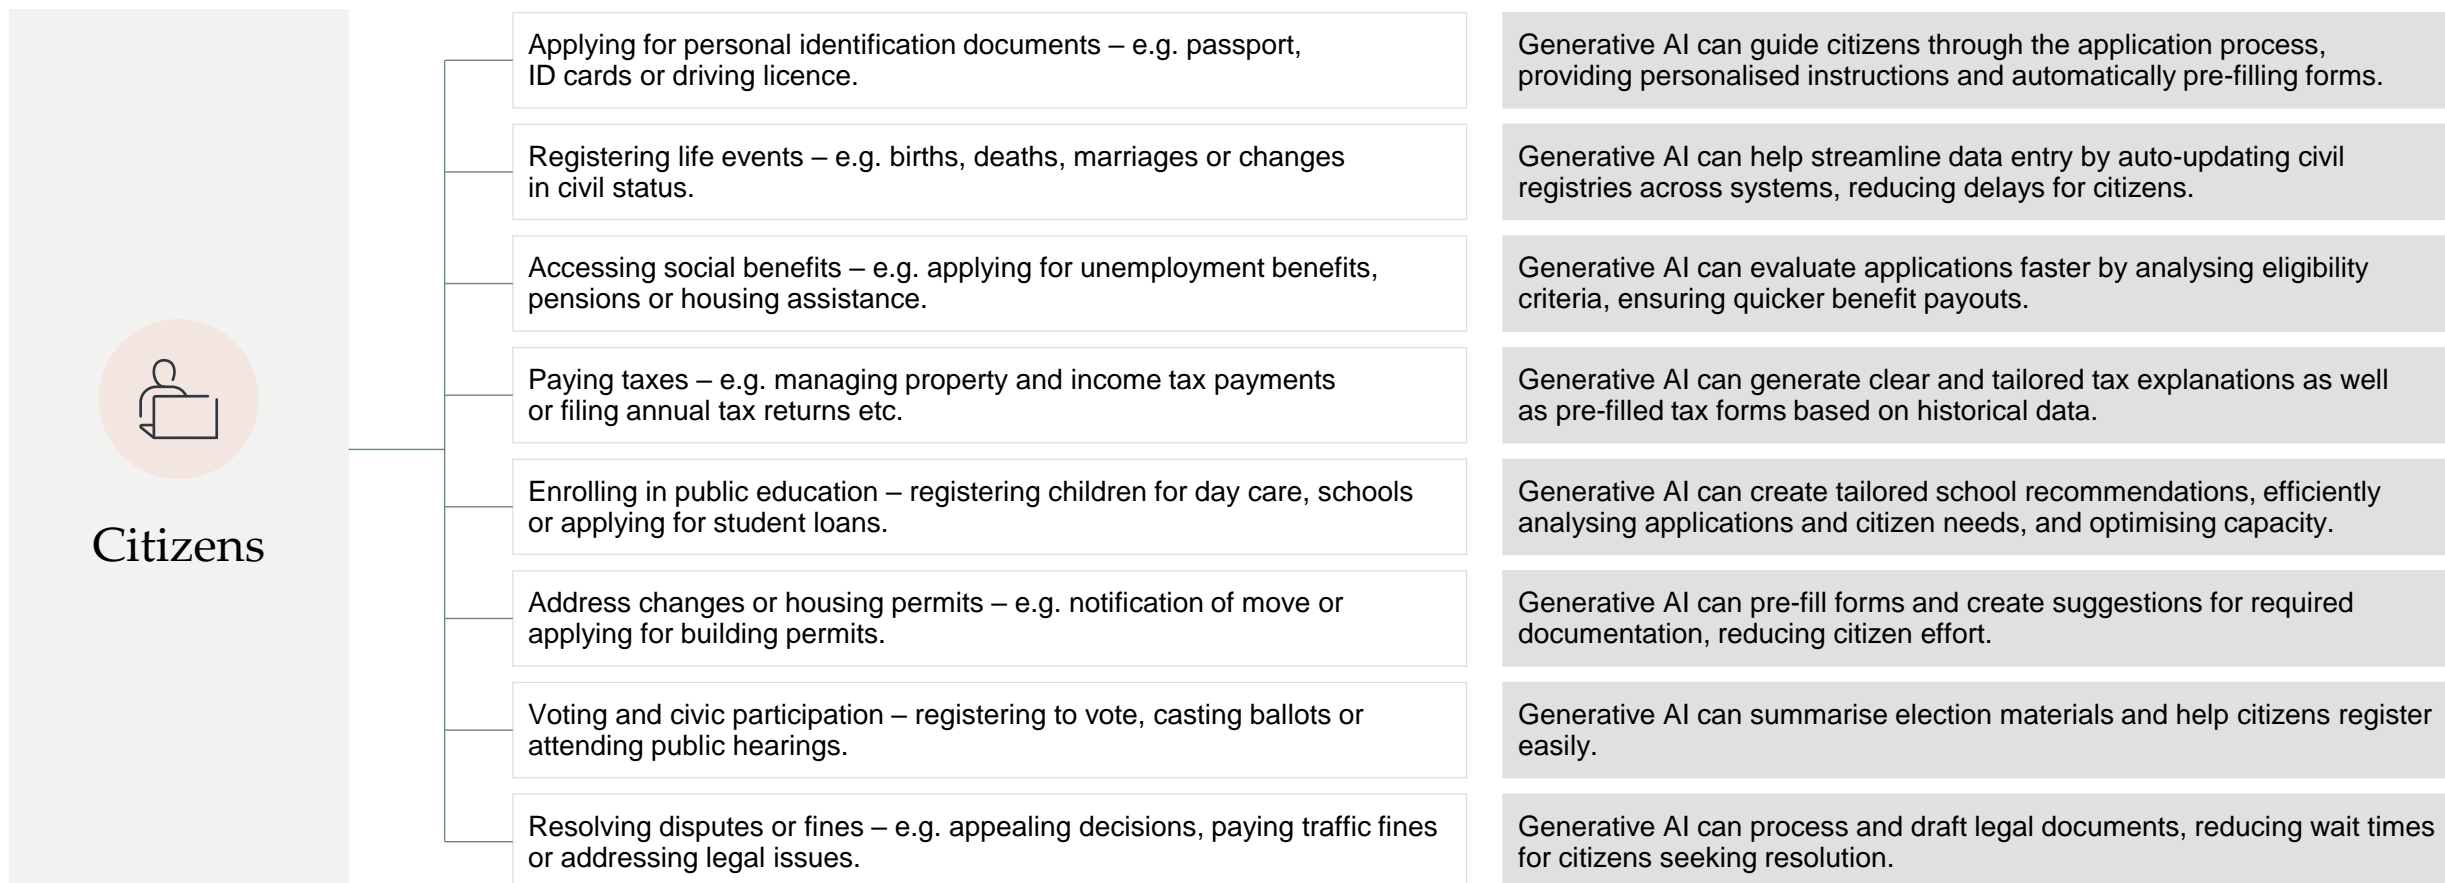 Citizens
Applying for personal identification documents – e.g. passport,
ID cards or driving licence.
Generative AI can guide citizens through the application process,
providing personalised instructions and automatically pre-filling forms.
Registering life events – e.g. births, deaths, marriages or changes
in civil status.
Generative AI can help streamline data entry by auto-updating civil
registries across systems, reducing delays for citizens.
Accessing social benefits – e.g. applying for unemployment benefits,
pensions or housing assistance.
Generative AI can evaluate applications faster by analysing eligibility
criteria, ensuring quicker benefit payouts.
Paying taxes – e.g. managing property and income tax payments
or filing annual tax returns etc.
Generative AI can generate clear and tailored tax explanations as well
as pre-filled tax forms based on historical data.
Enrolling in public education – registering children for day care, schools
or applying for student loans.
Generative AI can create tailored school recommendations, efficiently
analysing applications and citizen needs, and optimising capacity.
Address changes or housing permits – e.g. notification of move or
applying for building permits.
Generative AI can pre-fill forms and create suggestions for required
documentation, reducing citizen effort.
Voting and civic participation – registering to vote, casting ballots or
attending public hearings.
Generative AI can summarise election materials and help citizens register
easily.
Resolving disputes or fines – e.g. appealing decisions, paying traffic fines
or addressing legal issues.
Generative AI can process and draft legal documents, reducing wait times
for citizens seeking resolution.